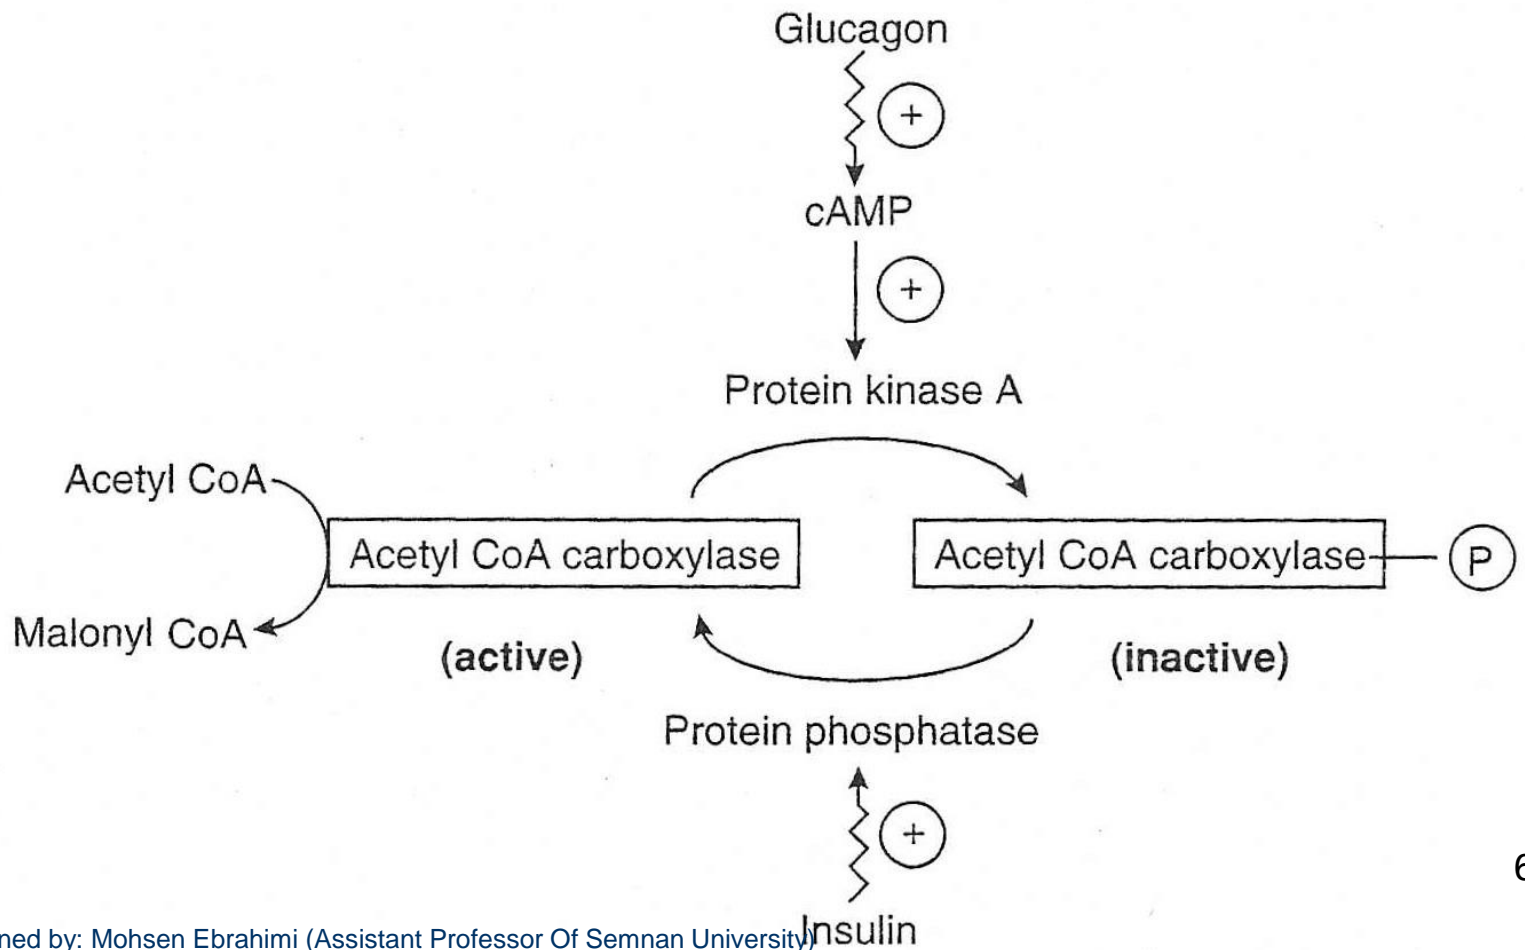 Glucagon
+
cAMP
+
Protein kinase A
Acetyl CoA
Acetyl CoA carboxylase
Acetyl CoA carboxylase
P
Malonyl CoA
(active)
(inactive)
Protein phosphatase
+
6
Insulin
ned by: Mohsen Ebrahimi (Assistant Professor Of Semnan University)